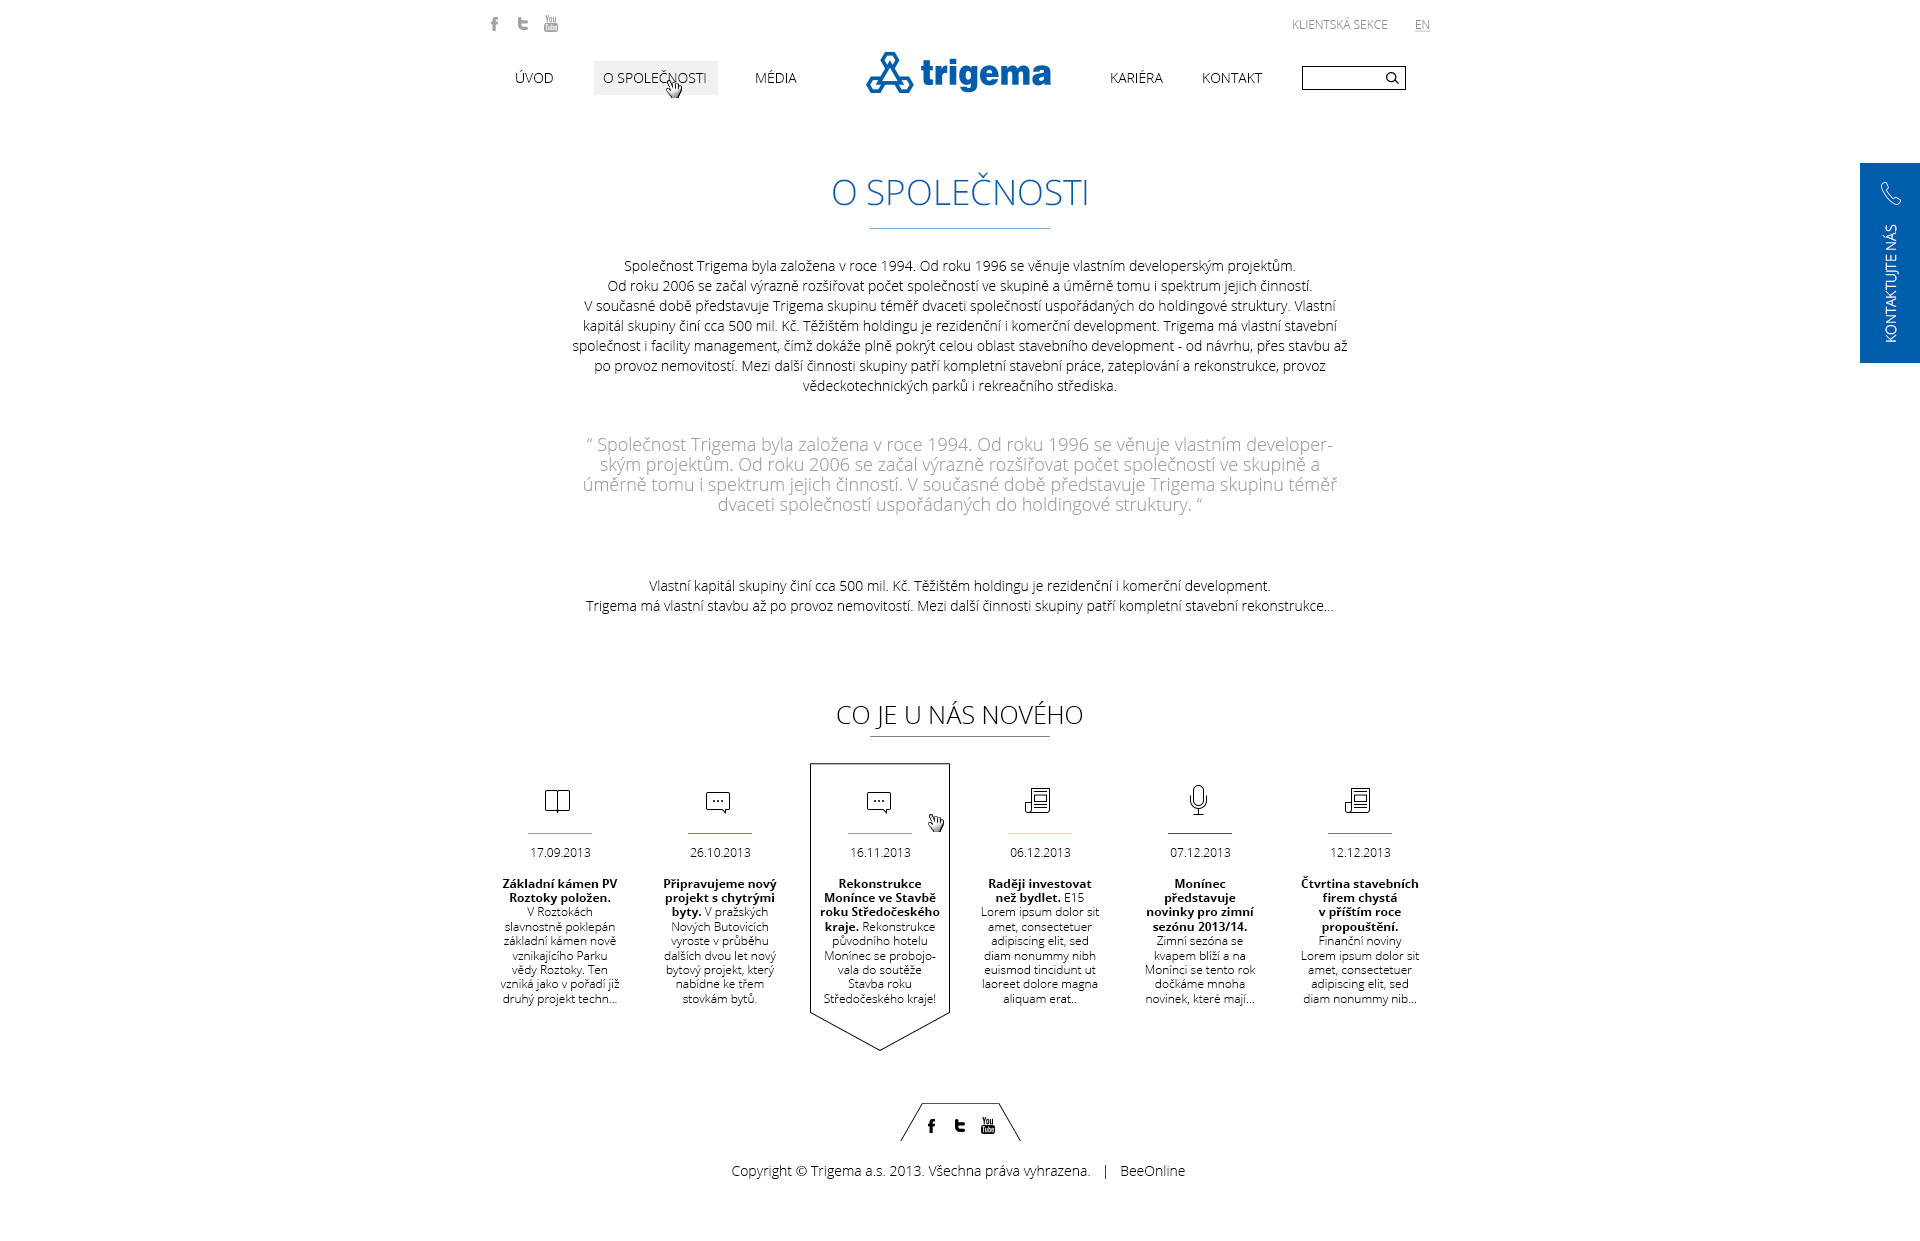 KLIENTSKÁ SEKCE
EN
ÚVOD
O SPOLEČNOSTI
MÉDIA
trigema
KARIÉRA
KONTAKT
KONTAKTUJTE NÁS
O SPOLEČNOSTI
Společnost Trigema byla založena v roce 1994. Od roku 1996 se věnuje vlastním developerským projektům.
Od roku 2006 se začal výrazně rozšiřovat počet společností ve skupině a úměrně tomu i spektrum jejich činností.
V současné době představuje Trigema skupinu téměř dvaceti společností uspořádaných do holdingové struktury. Vlastní
kapitál skupiny činí cca 500 mil. Kč. Těžištěm holdingu je rezidenční i komerční development. Trigema má vlastní stavební
společnost i facility management, čímž dokáže plně pokrýt celou oblast stavebního development - od návrhu, přes stavbu až
po provoz nemovitostí. Mezi další činnosti skupiny patří kompletní stavební práce, zateplování a rekonstrukce, provoz
vědeckotechnických parků i rekreačního střediska.
“ Společnost Trigema byla založena v roce 1994. Od roku 1996 se věnuje vlastním developer-
ským projektům. Od roku 2006 se začal výrazně rozšiřovat počet společností ve skupině a
úměrně tomu i spektrum jejich činností. V současné době představuje Trigema skupinu téměř
dvaceti společností uspořádaných do holdingové struktury. “
Vlastní kapitál skupiny činí cca 500 mil. Kč. Těžištěm holdingu je rezidenční i komerční development.
Trigema má vlastní stavbu až po provoz nemovitostí. Mezi další činnosti skupiny patří kompletní stavební rekonstrukce...
CO JE U NÁS NOVÉHO
17.09.2013
Základní kámen PV
Roztoky položen.
V Roztokách
slavnostně poklepán
základní kámen nově
vznikajícího Parku
vědy Roztoky. Ten
vzniká jako v pořadí již
druhý projekt techn...
26.10.2013
Připravujeme nový
projekt s chytrými
byty. V pražských
Nových Butovicích
vyroste v průběhu
dalších dvou let nový
bytový projekt, který
nabídne ke třem
stovkám bytů.
16.11.2013
Rekonstrukce
Monínce ve Stavbě
roku Středočeského
kraje. Rekonstrukce
původního hotelu
Monínec se probojo-
vala do soutěže
Stavba roku
Středočeského kraje!
06.12.2013
Raději investovat
než bydlet. E15
Lorem ipsum dolor sit
amet, consectetuer
adipiscing elit, sed
diam nonummy nibh
euismod tincidunt ut
laoreet dolore magna
aliquam erat..
07.12.2013
Monínec
představuje
novinky pro zimní
sezónu 2013/14.
Zimní sezóna se
kvapem blíží a na
Monínci se tento rok
dočkáme mnoha
novinek, které mají...
12.12.2013
Čtvrtina stavebních
firem chystá
v příštím roce
propouštění.
Finanční noviny
Lorem ipsum dolor sit
amet, consectetuer
adipiscing elit, sed
diam nonummy nib...
Copyright © Trigema a.s. 2013. Všechna práva vyhrazena. | BeeOnline